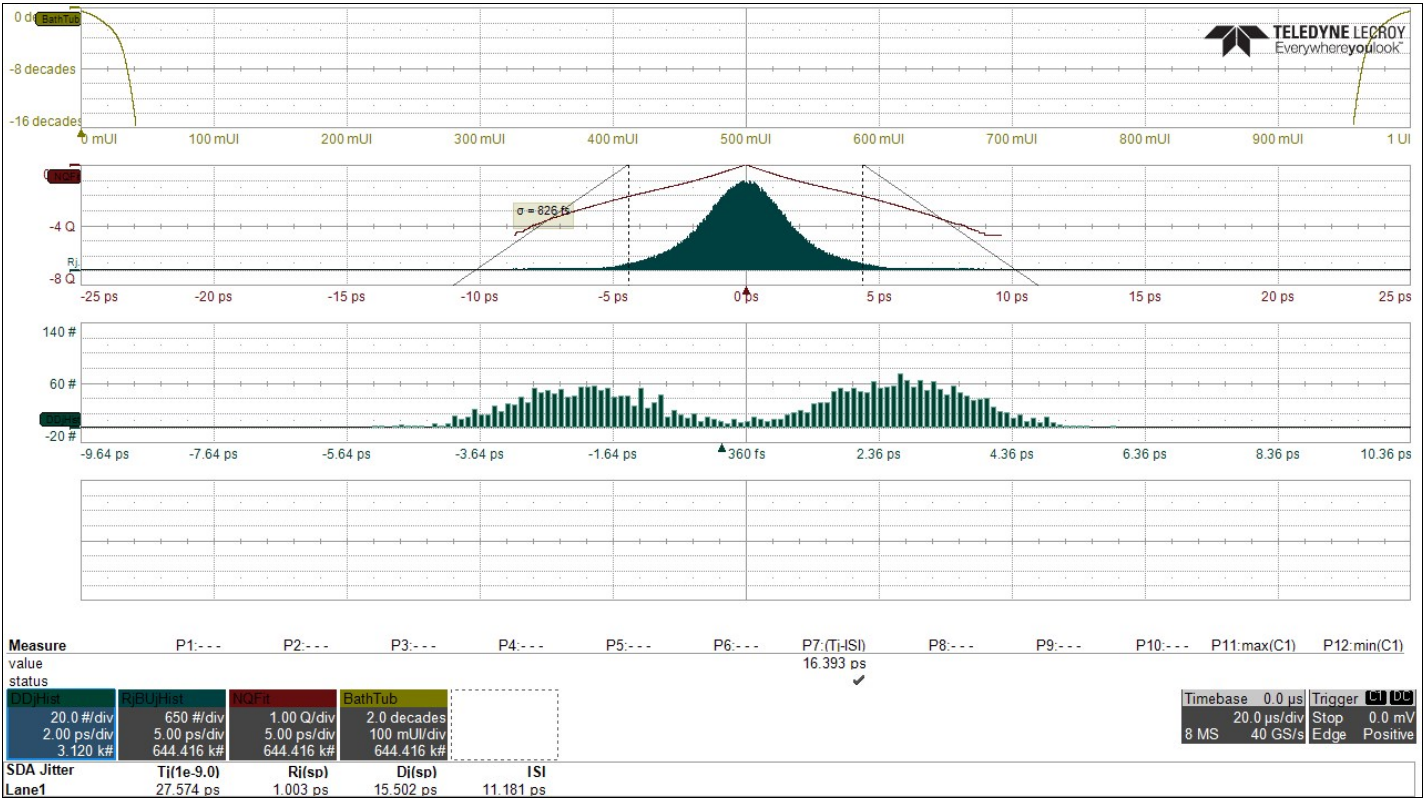 0 de BathTub
TELEDYNE LECROY
Everywhereyoulook™
-8 decades
-16 decades
0 mUI 100 mUI 200 mUI 300 mUI 400 mUI 500 mUI 600 mUI 700 mUI 800 mUI 900 mUI 1 UI
NQFi
σ = 826 fs
-4 Q
Rj
-8 Q
-25 ps -20 ps -15 ps -10 ps -5 ps 0 ps 5 ps 10 ps 15 ps 20 ps 25 ps
140 #
60 #
-20 #
-9.64 ps -7.64 ps -5.64 ps -3.64 ps -1.64 ps 360 fs 2.36 ps 4.36 ps 6.36 ps 8.36 ps 10.36 ps
Measure P1:- - - P2:- - - P3:- - - P4:- - - P5:- - - P6:- - - P7:(Tj-ISI) P8:- - - P9:- - - P10:- - - P11:max(C1) P12:min(C1)
value 16.393 ps
status ✔
DDjHist RjBUjHist NQFit BathTub
20.0 #/div 650 #/div 1.00 Q/div 2.0 decades
2.00 ps/div 5.00 ps/div 5.00 ps/div 100 mUI/div
3.120 k# 644.416 k# 644.416 k# 644.416 k#
Timebase 0.0 µs Trigger C1 DC
20.0 µs/div Stop 0.0 mV
8 MS 40 GS/s Edge Positive
SDA Jitter Tj(1e-9.0) Rj(sp) Dj(sp) ISI
Lane1 27.574 ps 1.003 ps 15.502 ps 11.181 ps